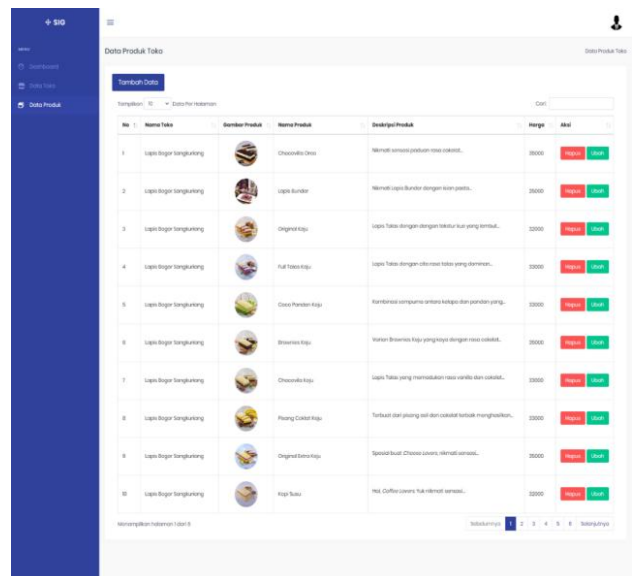 SIG
MENU
Dashboard
Data Toko
Data Produk
Data Produk Toko
Data Produk Toko
Tambah Data
Tampilkan 10 Data Per Halaman
Cari:
No Nama Toko Gambar Produk Nama Produk Deskripsi Produk Harga Aksi
1 Lapis Bogor Sangkuriang Chocovilla Oreo Nikmati sensasi paduan rasa cokelat... 35000 Hapus Ubah
2 Lapis Bogor Sangkuriang Lapis Bundar Nikmati Lapis Bundar dengan isian pasta... Hapus Ubah
3 Lapis Bogor Sangkuriang Original Keju Lapis Talas dengan dengan tekstur kue yang lembut... 32000 Hapus Ubah
4 Lapis Bogor Sangkuriang Full Talas Keju Lapis Talas dengan cita rasa talas yang dominan... 33000 Hapus Ubah
5 Lapis Bogor Sangkuriang Coco Pandan Keju Kombinasi sempurna antara kelapa dan pandan yang... 33000 Hapus Ubah
6 Lapis Bogor Sangkuriang Brownies Keju Varian Brownies Keju yang kaya dengan rasa cokelat... 35000 Hapus Ubah
7 Lapis Bogor Sangkuriang Chocovilla Keju Lapis Talas yang memadukan rasa vanilla dan cokelat... 33000 Hapus Ubah
8 Lapis Bogor Sangkuriang Pisang Coklat Keju Terbuat dari pisang asli dan cokelat terbaik menghasilkan... 33000 Hapus Ubah
9 Lapis Bogor Sangkuriang Original Extra Keju Spesial buat Cheese Lovers, nikmati sensasi... 35000 Hapus Ubah
10 Lapis Bogor Sangkuriang Kopi Susu Hai, Coffee Lovers Yuk nikmati sensasi... 32000 Hapus Ubah
Menampilkan halaman 1 dari 6
Sebelumnya 1 2 3 4 5 6 Selanjutnya